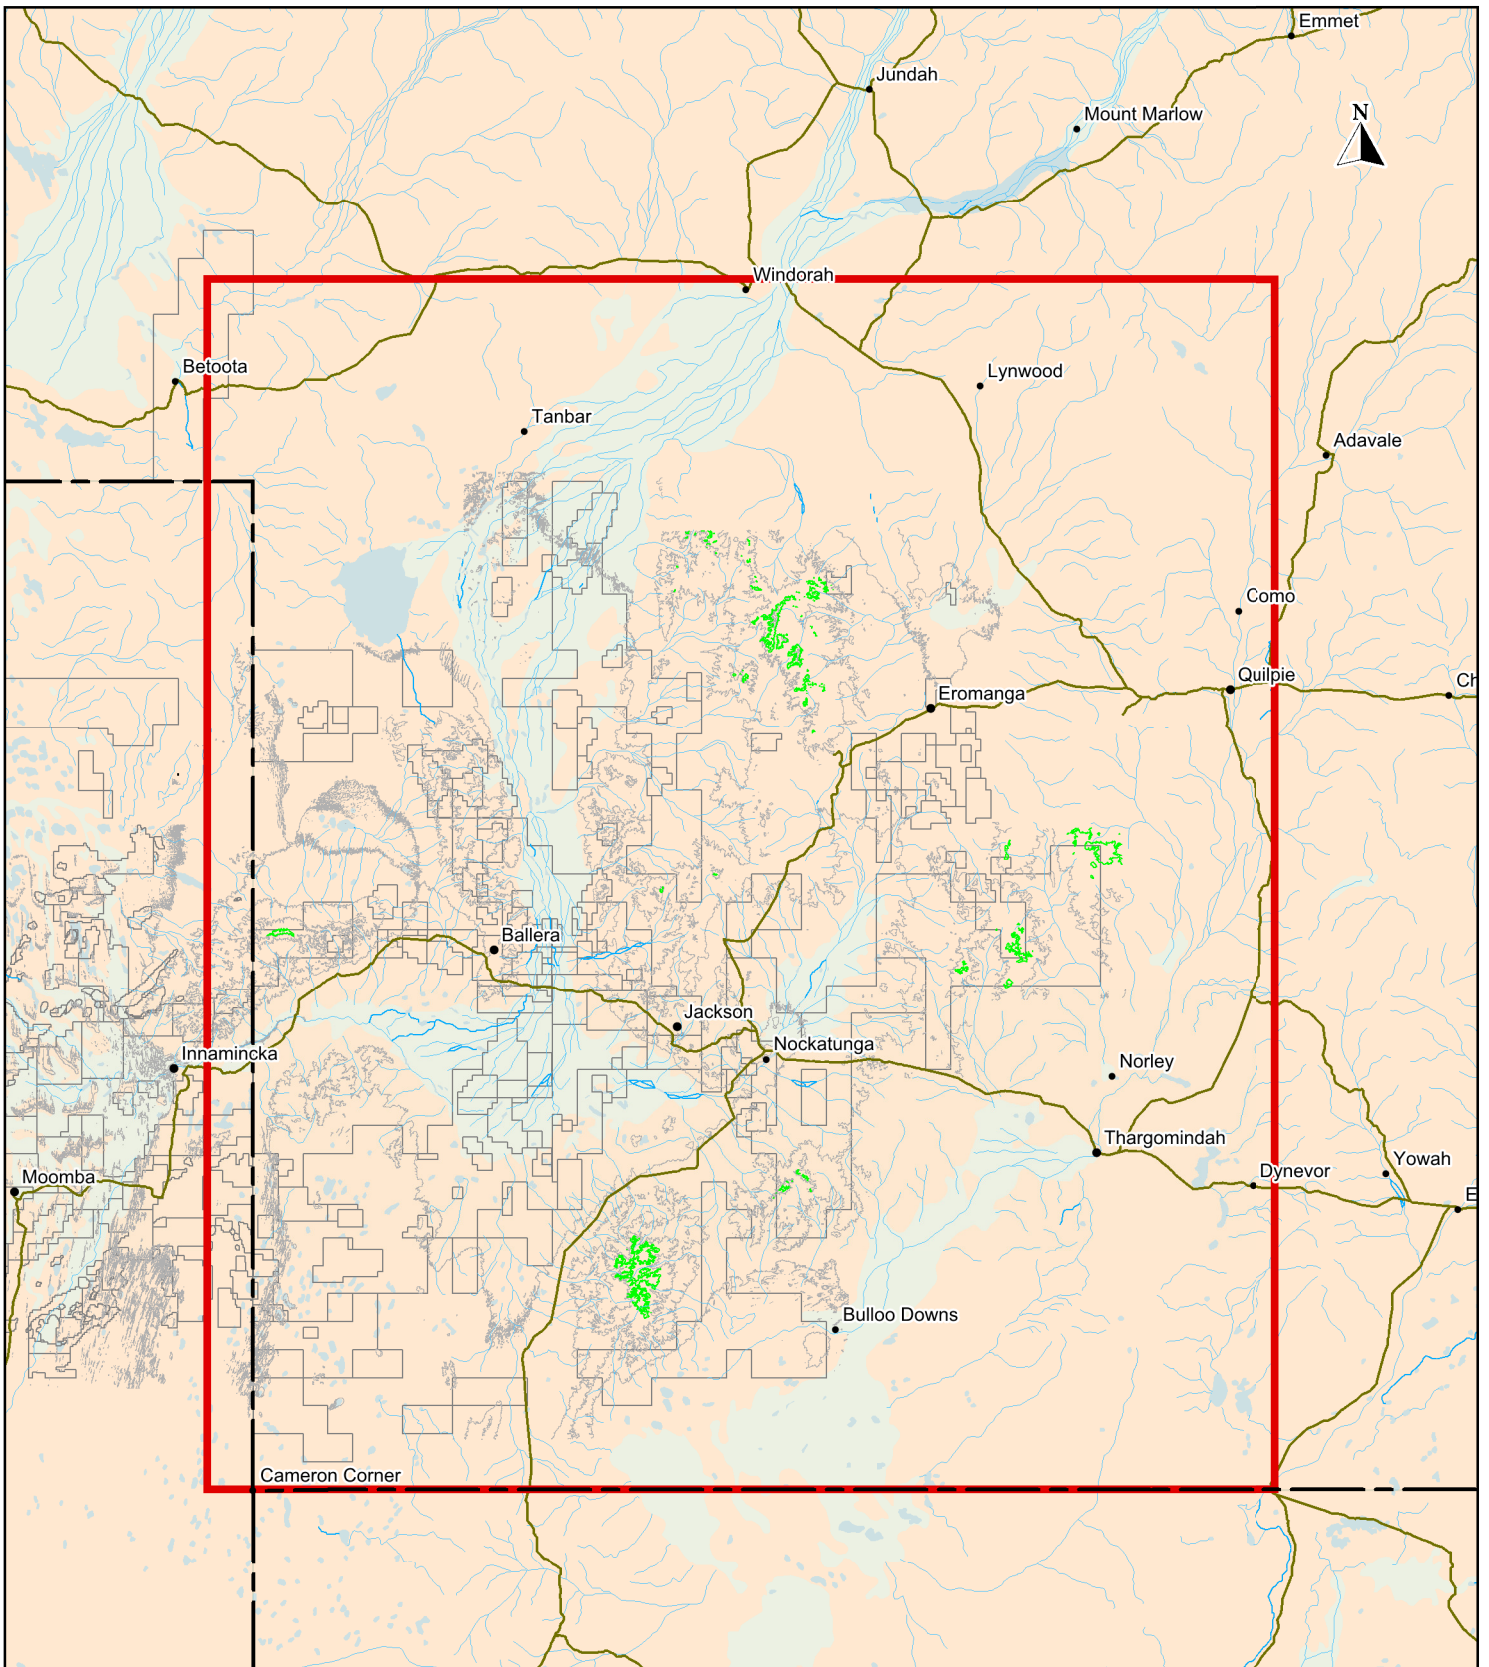 Emmet
Jundah
N
Mount Marlow
Windorah
Betoota
Lynwood
Tanbar
Adavale
Como
Quilpie
Ch
Eromanga
Ballera
Jackson
Nockatunga
Innamincka
Norley
Thargomindah
Moomba
Dynevor
Yowah
E
Bulloo Downs
Cameron Corner